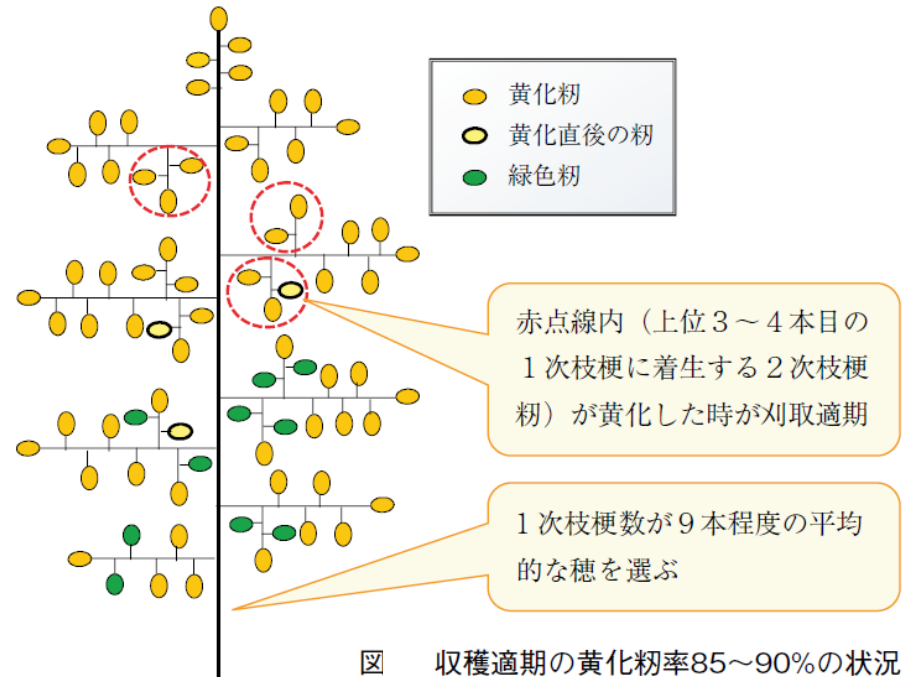 黄化籾
黄化直後の籾
緑色籾
赤点線内（上位３～４本目の
１次枝梗に着生する２次枝梗
籾）が黄化した時が刈取適期
１次枝梗数が９本程度の平均
的な穂を選ぶ
図　収穫適期の黄化籾率85～90%の状況